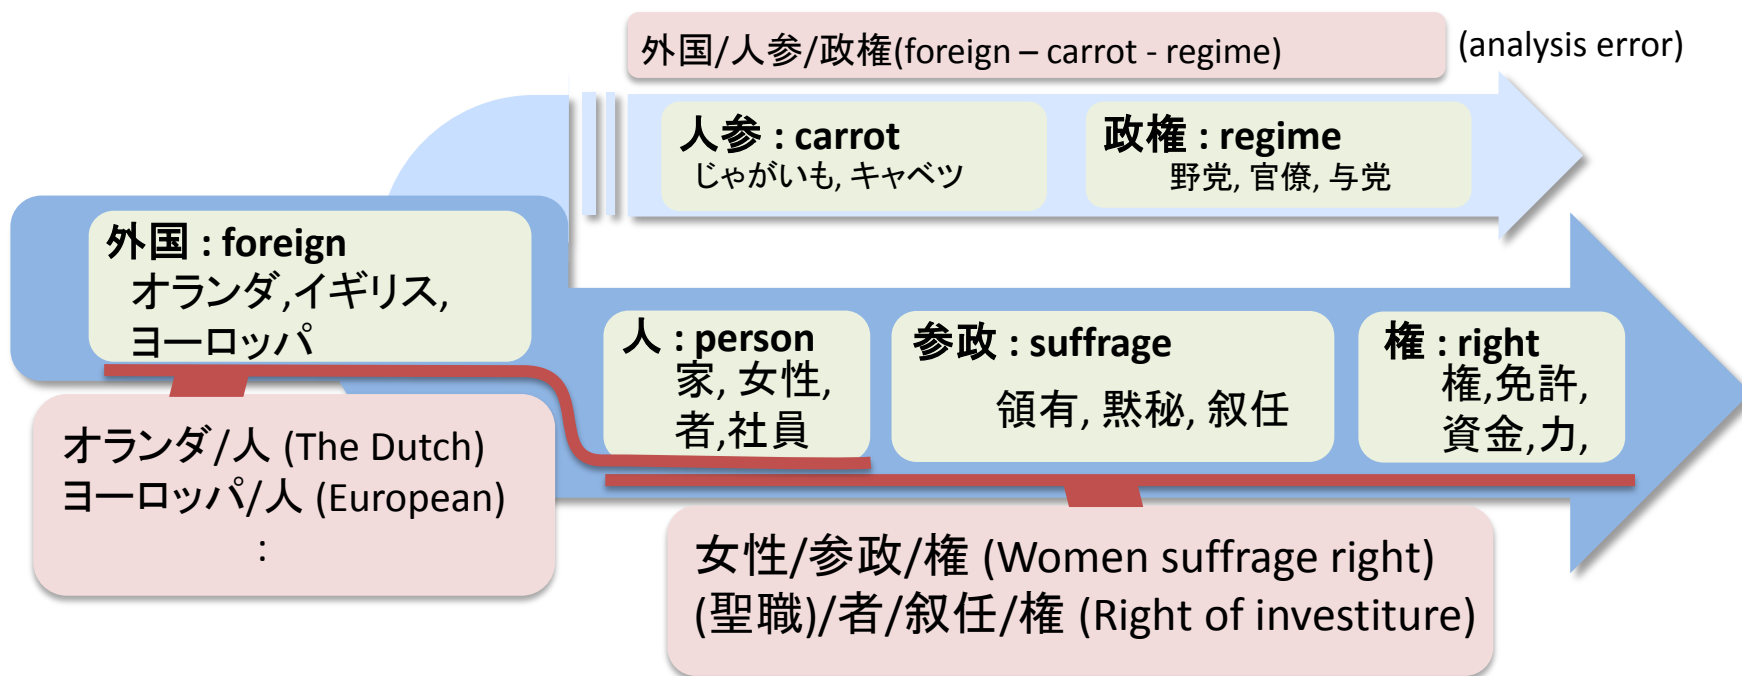 外国/人参/政権(foreign – carrot - regime)
(analysis error)
人参 : carrot
じゃがいも, キャベツ
政権 : regime
野党, 官僚, 与党
外国 : foreign
オランダ,イギリス,
ヨーロッパ
人 : person
家, 女性,
者,社員
参政 : suffrage
領有, 黙秘, 叙任
権 : right
権,免許,
資金,力,
オランダ/人 (The Dutch)
ヨーロッパ/人 (European)
:
女性/参政/権 (Women suffrage right)
(聖職)/者/叙任/権 (Right of investiture)